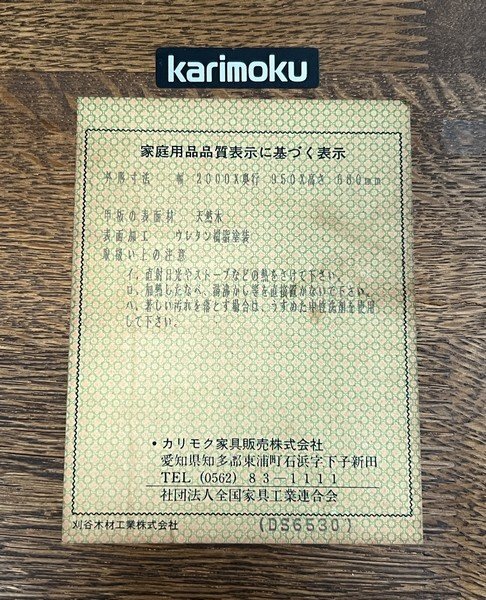 karimoku
家庭用品品質表示に基づく表示
外形寸法 幅 2000X奥行 950X高さ 680mm
甲板の表面材 天然木
表面加工 ウレタン樹脂塗装
取扱い上の注意
イ、直射日光やストーブなどの熱をさけて下さい。
ロ、加熱したなべ、湯沸かし等を直接置かないで下さい。
ハ、著しい汚れを落とす場合は、うすめた中性洗剤を使用
して下さい。
・カリモク家具販売株式会社
愛知県知多郡東浦町石浜字下子新田
TEL (0562) 83-1111
社団法人全国家具工業連合会
刈谷木材工業株式会社 (DS6530)